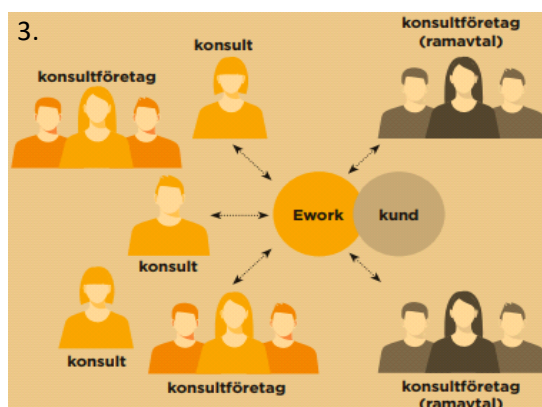 3.
konsult
konsultföretag
(ramavtal)
konsultföretag
Ework
kund
konsult
konsult
konsultföretag
konsultföretag
(ramavtal)